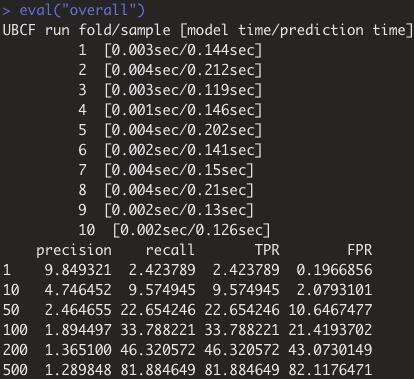 > eval("overall")
UBCF run fold/sample [model time/prediction time]
1 [0.003sec/0.144sec]
2 [0.004sec/0.212sec]
3 [0.003sec/0.119sec]
4 [0.001sec/0.146sec]
5 [0.004sec/0.202sec]
6 [0.002sec/0.141sec]
7 [0.004sec/0.15sec]
8 [0.004sec/0.21sec]
9 [0.002sec/0.13sec]
10 [0.002sec/0.126sec]
precision recall TPR FPR
1 9.849321 2.423789 2.423789 0.1966856
10 4.746452 9.574945 9.574945 2.0793101
50 2.464655 22.654246 22.654246 10.6467477
100 1.894497 33.788221 33.788221 21.4193702
200 1.365100 46.320572 46.320572 43.0730149
500 1.289848 81.884649 81.884649 82.1176471